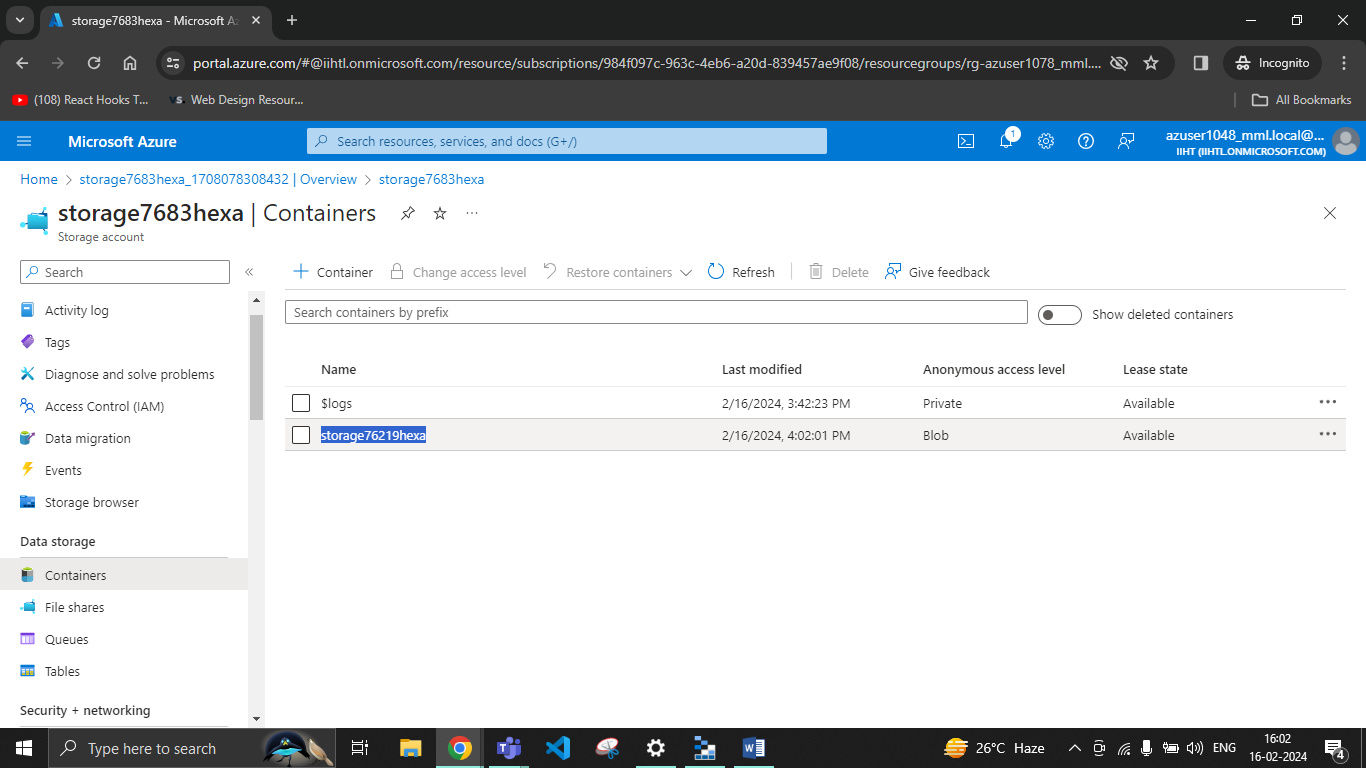 storage7683hexa - Microsoft Az
portal.azure.com/#@iihtl.onmicrosoft.com/resource/subscriptions/984f097c-963c-4eb6-a20d-839457ae9f08/resourcegroups/rg-azuser1078_mml....
Incognito
(108) React Hooks T...
VS
Web Design Resour...
All Bookmarks
Microsoft Azure
Search resources, services, and docs (G+/)
1
azuser1048_mml.local@...
IIHT (IIHTL.ONMICROSOFT.COM)
Home > storage7683hexa_1708078308432 | Overview > storage7683hexa
storage7683hexa | Containers
Storage account
Search
Activity log
Tags
Diagnose and solve problems
Access Control (IAM)
Data migration
Events
Storage browser
Data storage
Containers
File shares
Queues
Tables
Security + networking
Container
Change access level
Restore containers
Refresh
Delete
Give feedback
Search containers by prefix
Show deleted containers
Name Last modified Anonymous access level Lease state
$logs 2/16/2024, 3:42:23 PM Private Available
storage76219hexa 2/16/2024, 4:02:01 PM Blob Available
Type here to search
26°C Haze
ENG
16:02
16-02-2024
4